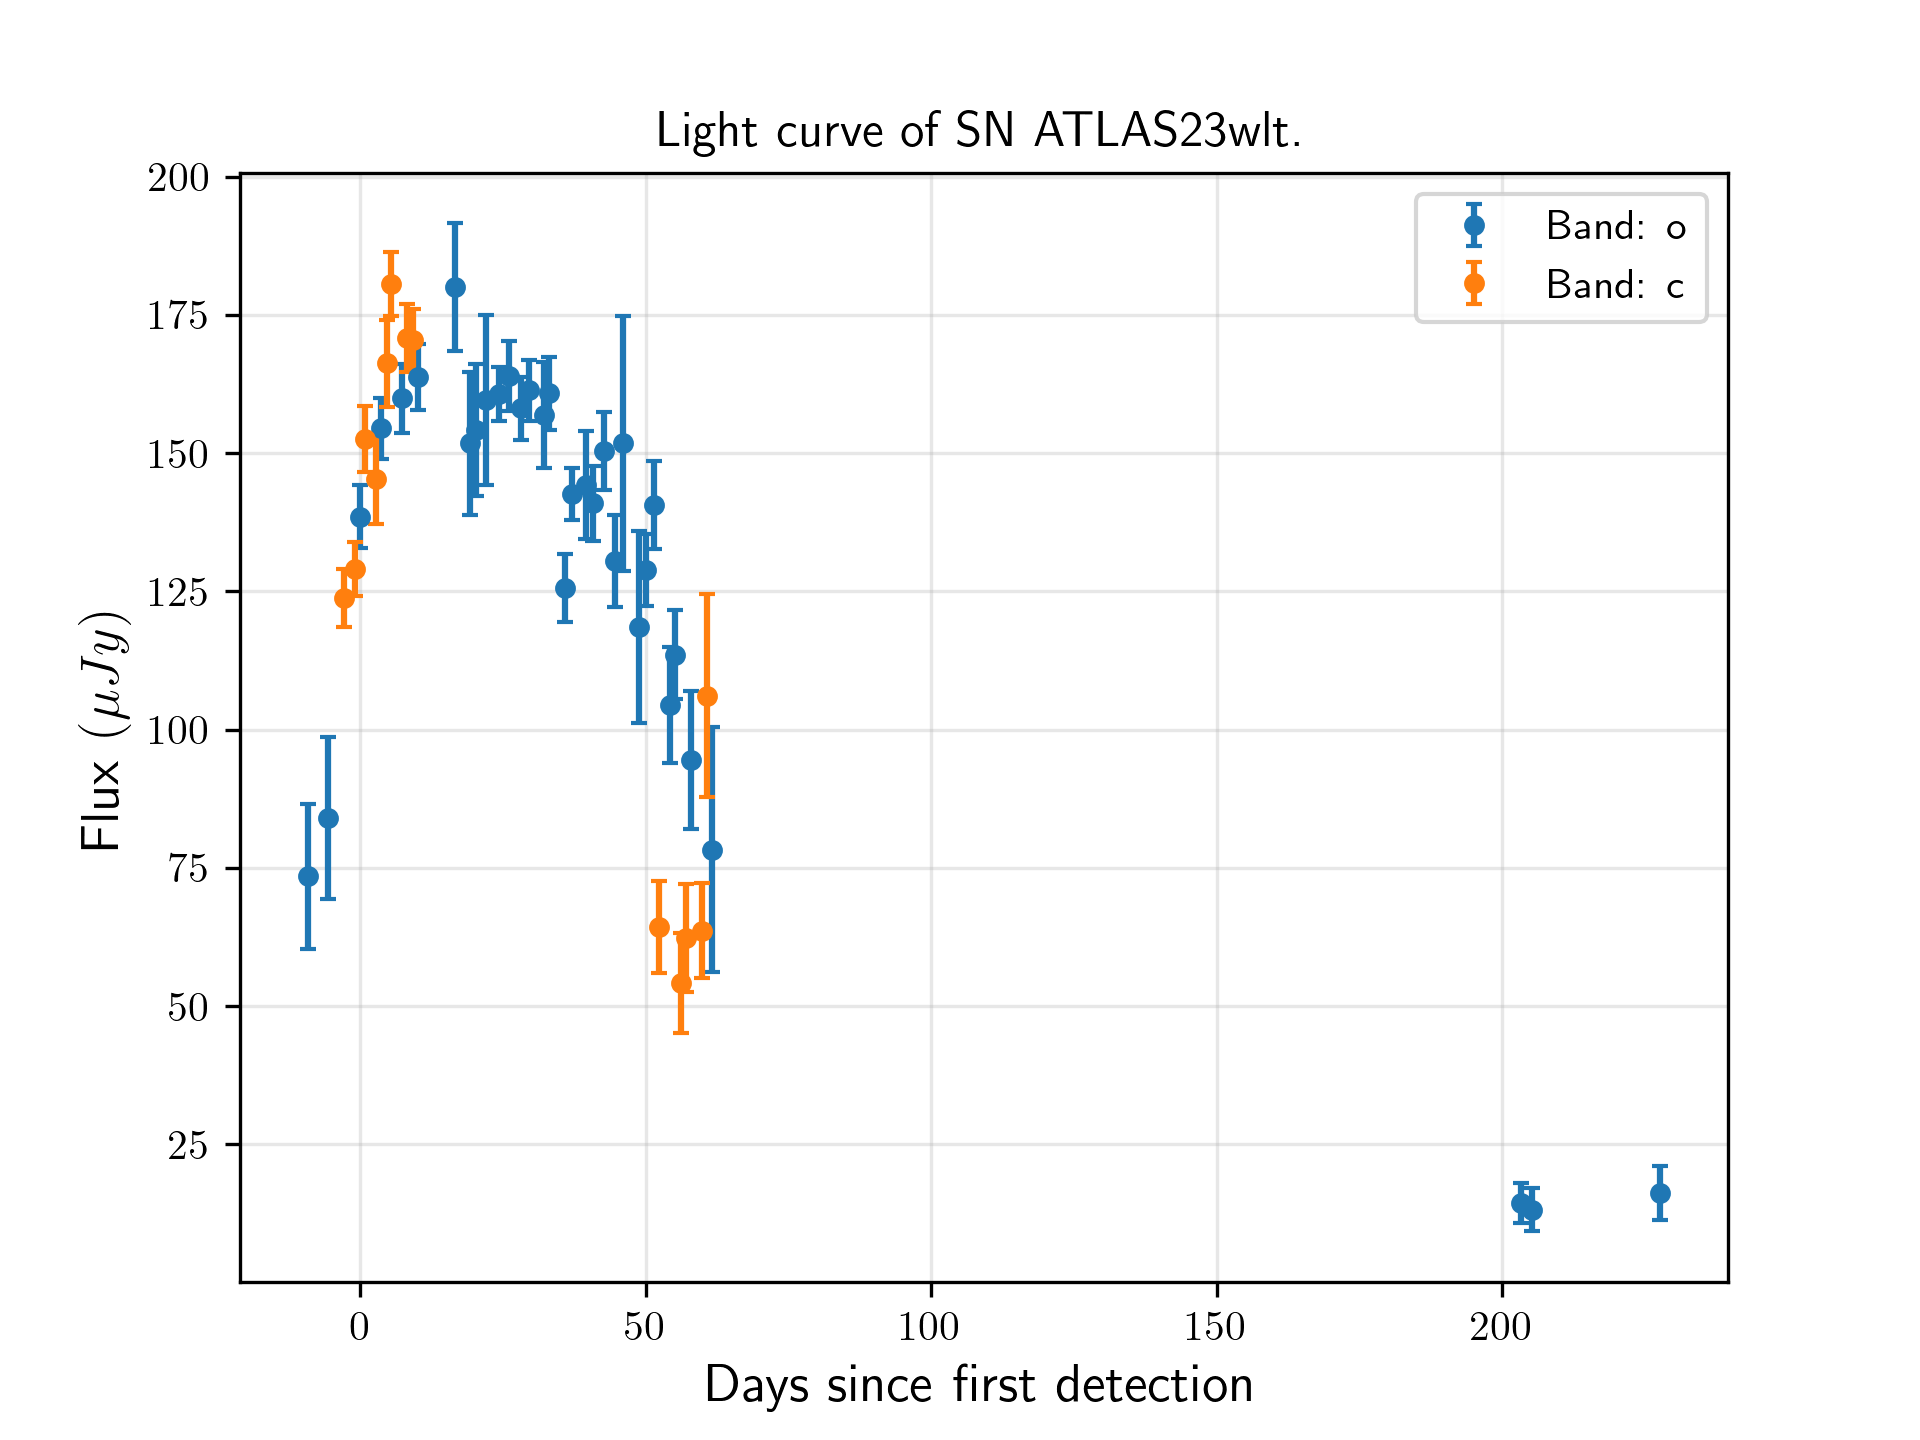 Light curve of SN ATLAS23wlt.
200
175
150
125
100
75
50
25
Flux (μJy)
Band: o
Band: c
0 50 100 150 200
Days since first detection